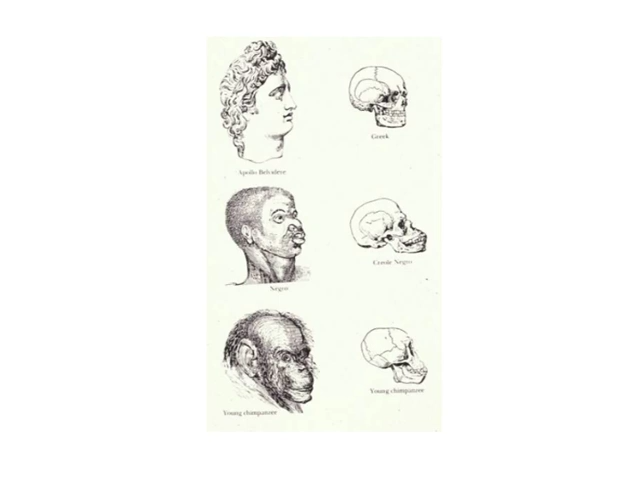 Apollo Belvidere
Greek
Negro
Creole Negro
Young chimpanzee
Young chimpanzee